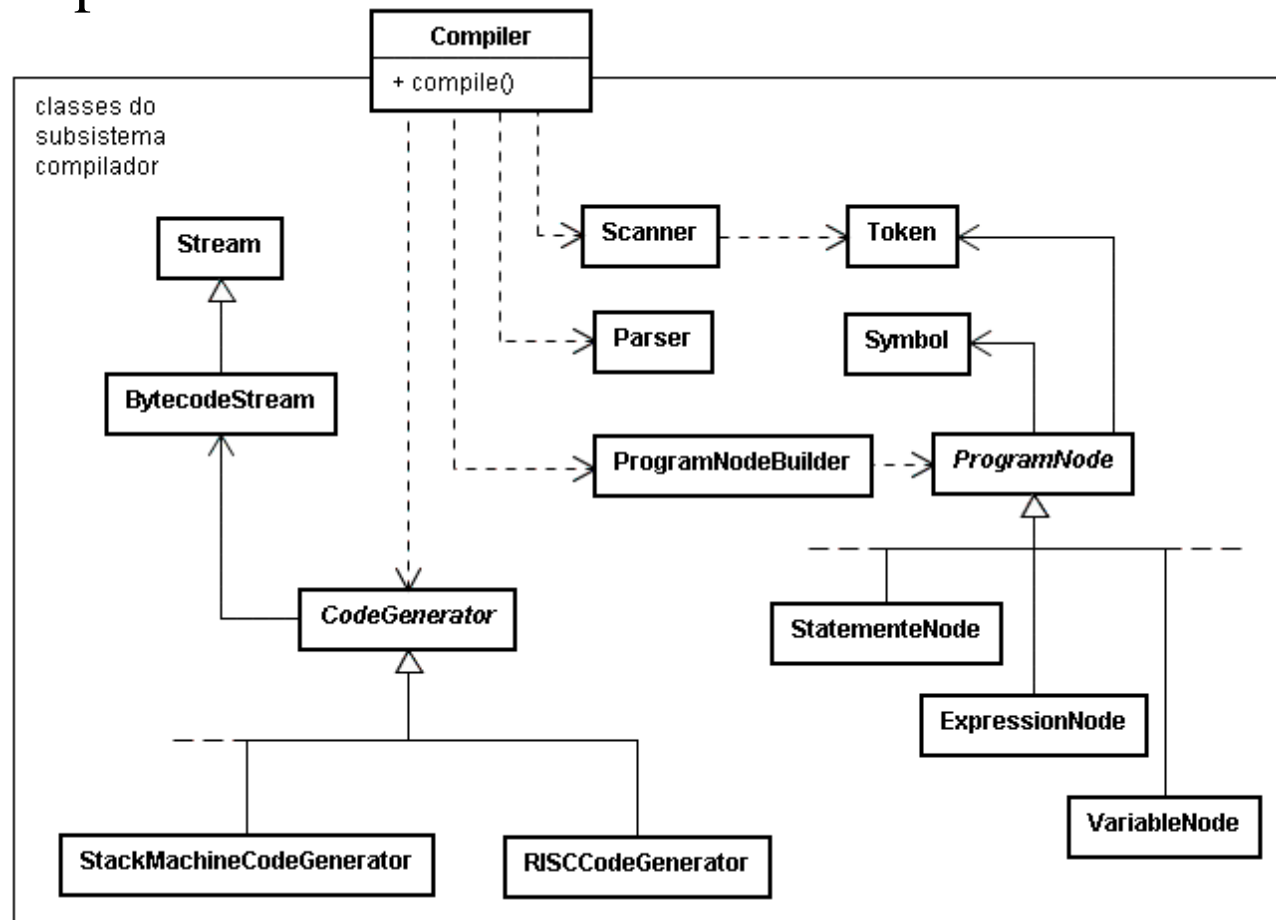 Compiler
+ compile()
classes do
subsistema
compilador
Scanner
Token
Stream
Parser
Symbol
BytecodeStream
ProgramNodeBuilder
ProgramNode
CodeGenerator
StatementeNode
ExpressionNode
StackMachineCodeGenerator
RISCCodeGenerator
VariableNode